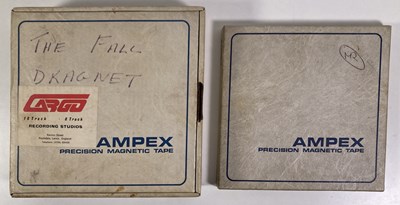 THE FALL
DRAGNET
CARGO
16 Track 8 Track
RECORDING STUDIOS
AMPEX
PRECISION MAGNETIC TAPE
AMPEX
PRECISION MAGNETIC TAPE